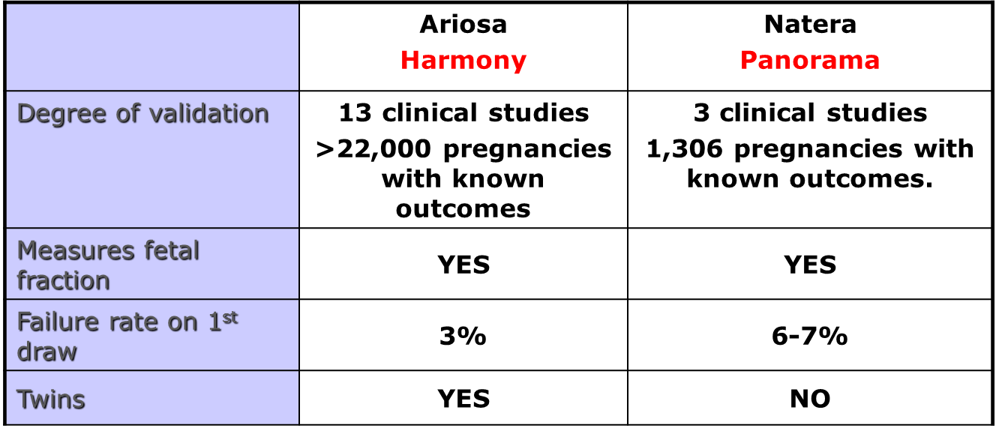 Ariosa
Harmony
Natera
Panorama
Degree of validation
13 clinical studies
>22,000 pregnancies
with known
outcomes
3 clinical studies
1,306 pregnancies with
known outcomes.
Measures fetal
fraction
YES
YES
Failure rate on 1st
draw
3%
6-7%
Twins
YES
NO